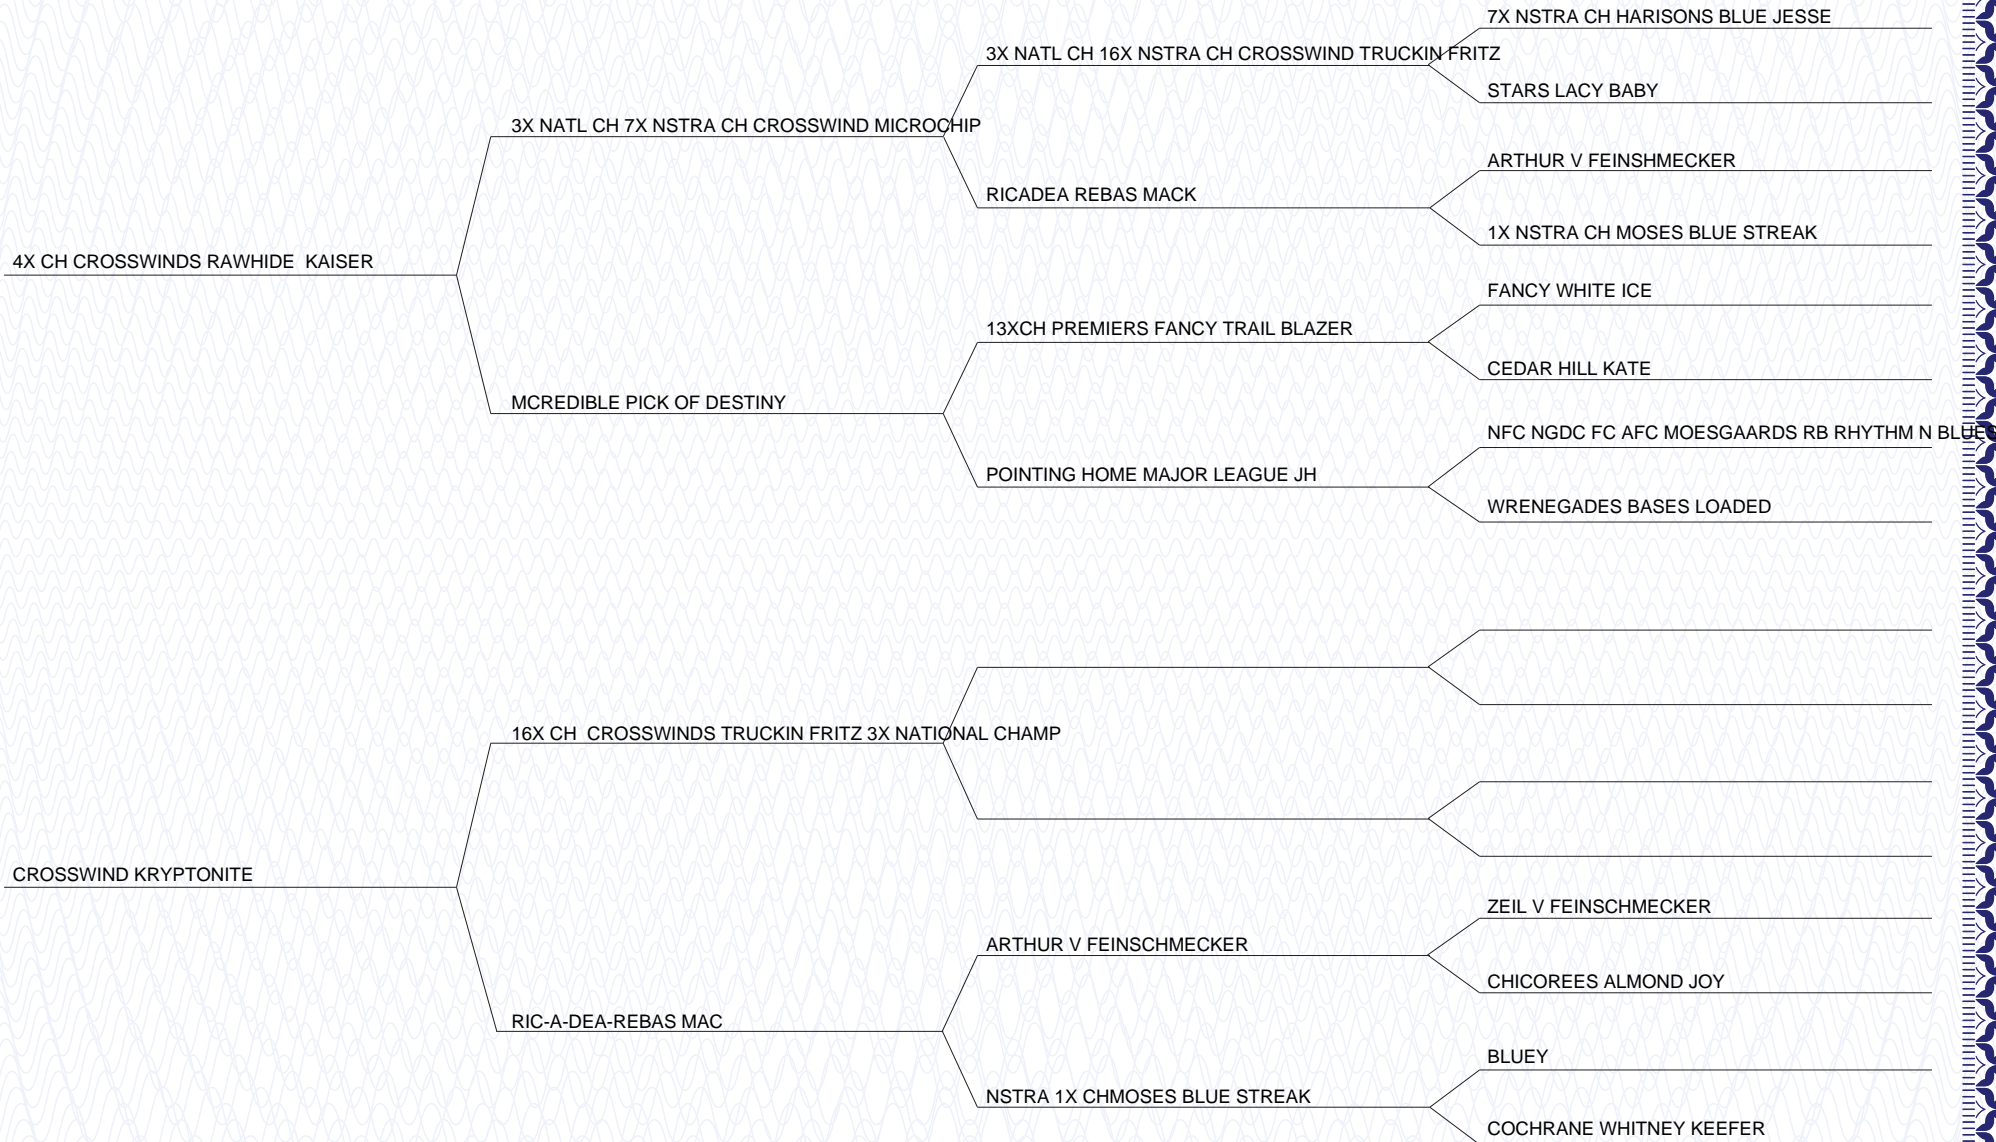 7X NSTRA CH HARISONS BLUE JESSE
3X NATL CH 16X NSTRA CH CROSSWIND TRUCKIN FRITZ
STARS LACY BABY
3X NATL CH 7X NSTRA CH CROSSWIND MICROCHIP
ARTHUR V FEINSHMECKER
RICADEA REBAS MACK
1X NSTRA CH MOSES BLUE STREAK
4X CH CROSSWINDS RAWHIDE  KAISER
FANCY WHITE ICE
13XCH PREMIERS FANCY TRAIL BLAZER
CEDAR HILL KATE
MCREDIBLE PICK OF DESTINY
NFC NGDC FC AFC MOESGAARDS RB RHYTHM N BLUES
POINTING HOME MAJOR LEAGUE JH
WRENEGADES BASES LOADED
16X CH  CROSSWINDS TRUCKIN FRITZ 3X NATIONAL CHAMP
CROSSWIND KRYPTONITE
ZEIL V FEINSCHMECKER
ARTHUR V FEINSCHMECKER
CHICOREES ALMOND JOY
RIC-A-DEA-REBAS MAC
BLUEY
NSTRA 1X CHMOSES BLUE STREAK
COCHRANE WHITNEY KEEFER